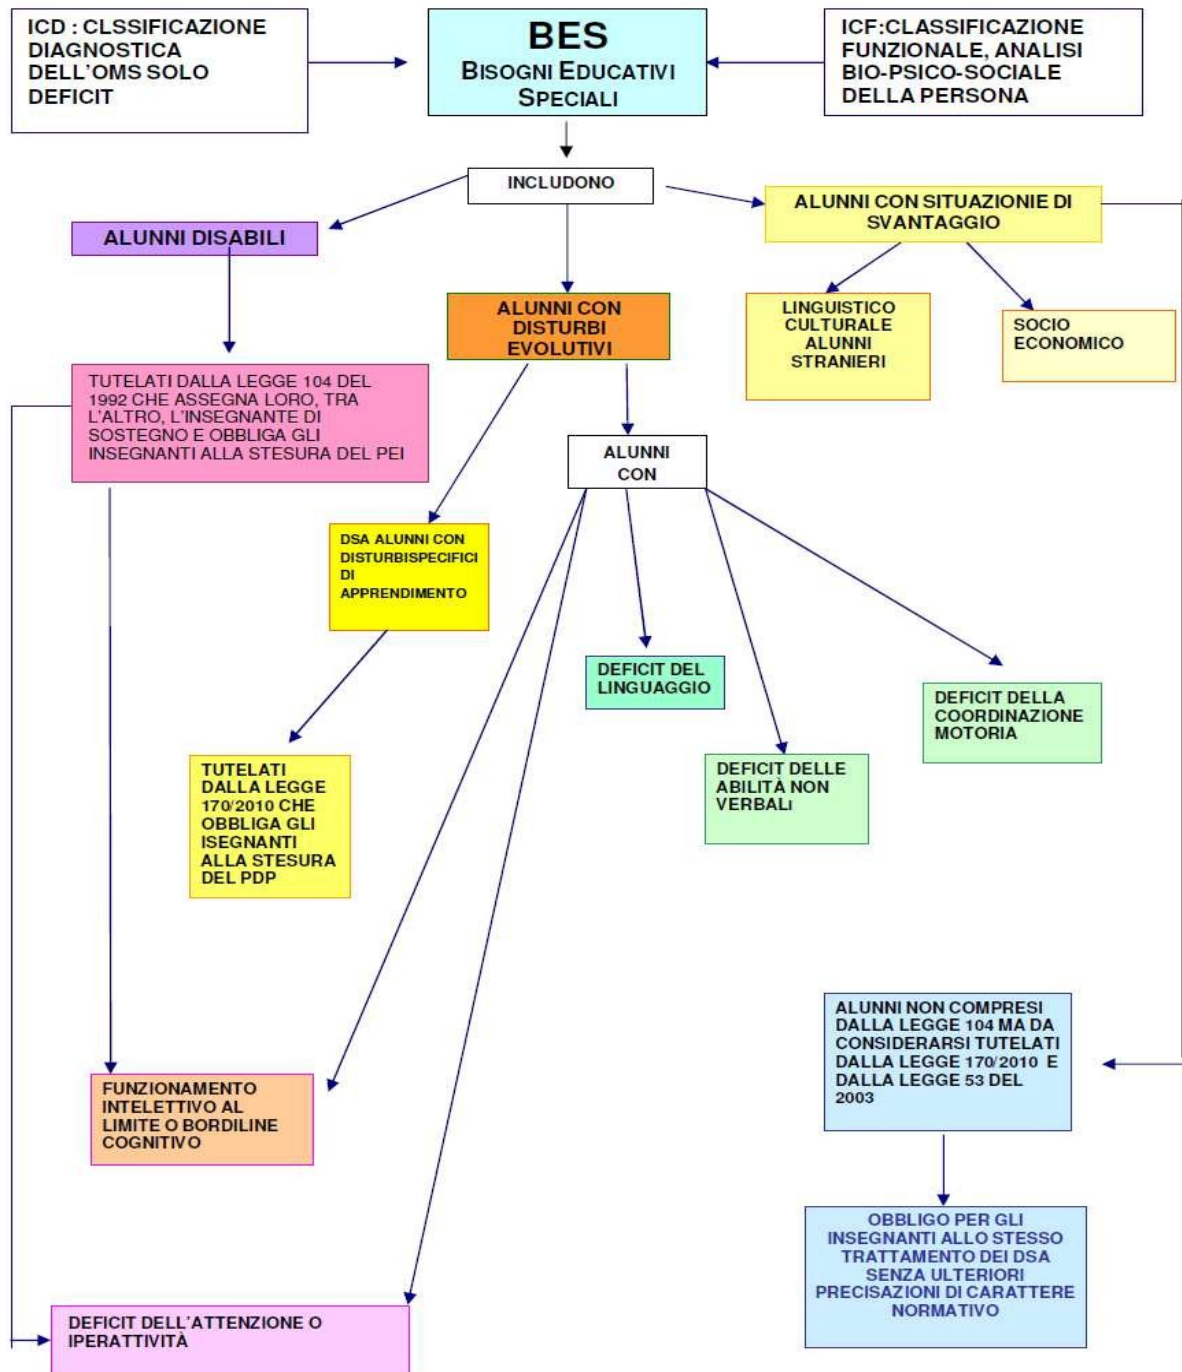 ICD : CLSSIFICAZIONE
DIAGNOSTICA
DELL'OMS SOLO
DEFICIT
BES
BISOGNI EDUCATIVI
SPECIALI
ICF:CLASSIFICAZIONE
FUNZIONALE, ANALISI
BIO-PSICO-SOCIALE
DELLA PERSONA
INCLUDONO
ALUNNI DISABILI
ALUNNI CON SITUAZIONIE DI
SVANTAGGIO
ALUNNI CON
DISTURBI
EVOLUTIVI
LINGUISTICO
CULTURALE
ALUNNI
STRANIERI
SOCIO
ECONOMICO
TUTELATI DALLA LEGGE 104 DEL
1992 CHE ASSEGNA LORO, TRA
L'ALTRO, L'INSEGNANTE DI
SOSTEGNO E OBBLIGA GLI
INSEGNANTI ALLA STESURA DEL PEI
ALUNNI
CON
DSA ALUNNI CON
DISTURBISPECIFICI
DI
APPRENDIMENTO
DEFICIT DEL
LINGUAGGIO
DEFICIT DELLA
COORDINAZIONE
MOTORIA
DEFICIT DELLE
ABILITÀ NON
VERBALI
TUTELATI
DALLA LEGGE
170/2010 CHE
OBBLIGA GLI
ISEGNANTI
ALLA STESURA
DEL PDP
ALUNNI NON COMPRESI
DALLA LEGGE 104 MA DA
CONSIDERARSI TUTELATI
DALLA LEGGE 170/2010 E
DALLA LEGGE 53 DEL
2003
FUNZIONAMENTO
INTELETTIVO AL
LIMITE O BORDILINE
COGNITIVO
OBBLIGO PER GLI
INSEGNANTI ALLO STESSO
TRATTAMENTO DEI DSA
SENZA ULTERIORI
PRECISAZIONI DI CARATTERE
NORMATIVO
DEFICIT DELL'ATTENZIONE O
IPERATTIVITÀ